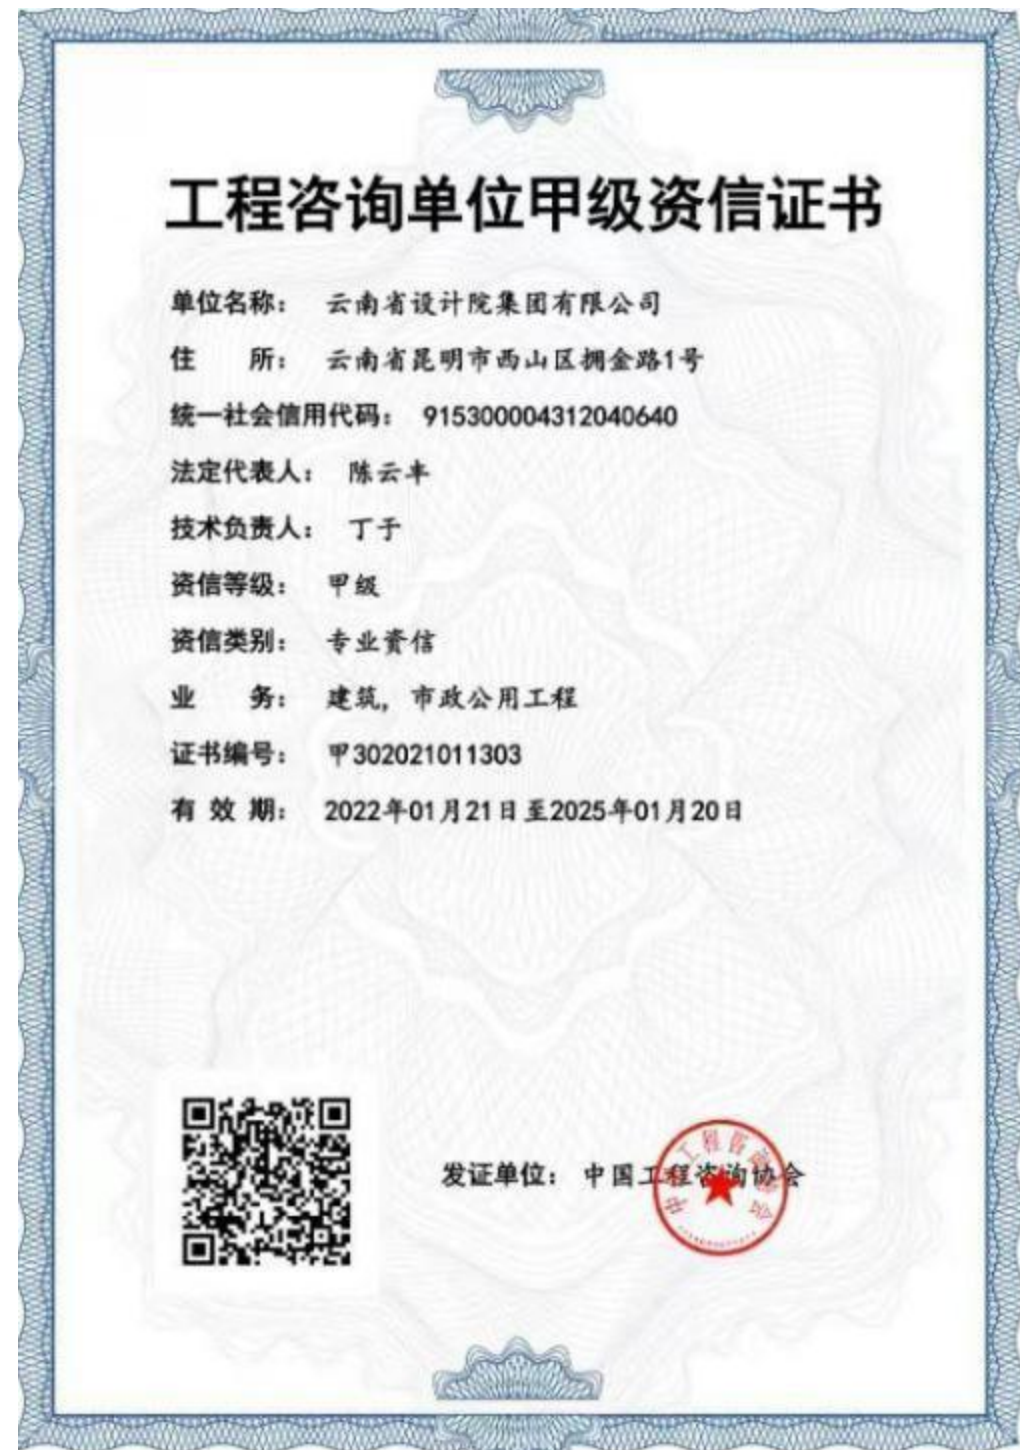 工程咨询单位甲级资信证书
单位名称： 云南省设计院集团有限公司
住 所： 云南省昆明市西山区拥金路1号
统一社会信用代码： 915300004312040640
法定代表人： 陈云丰
技术负责人： 丁于
资信等级： 甲级
资信类别： 专业资信
业 务： 建筑，市政公用工程
证书编号： 甲302021011303
有 效 期： 2022年01月21日至2025年01月20日
发证单位： 中国工程咨询协会